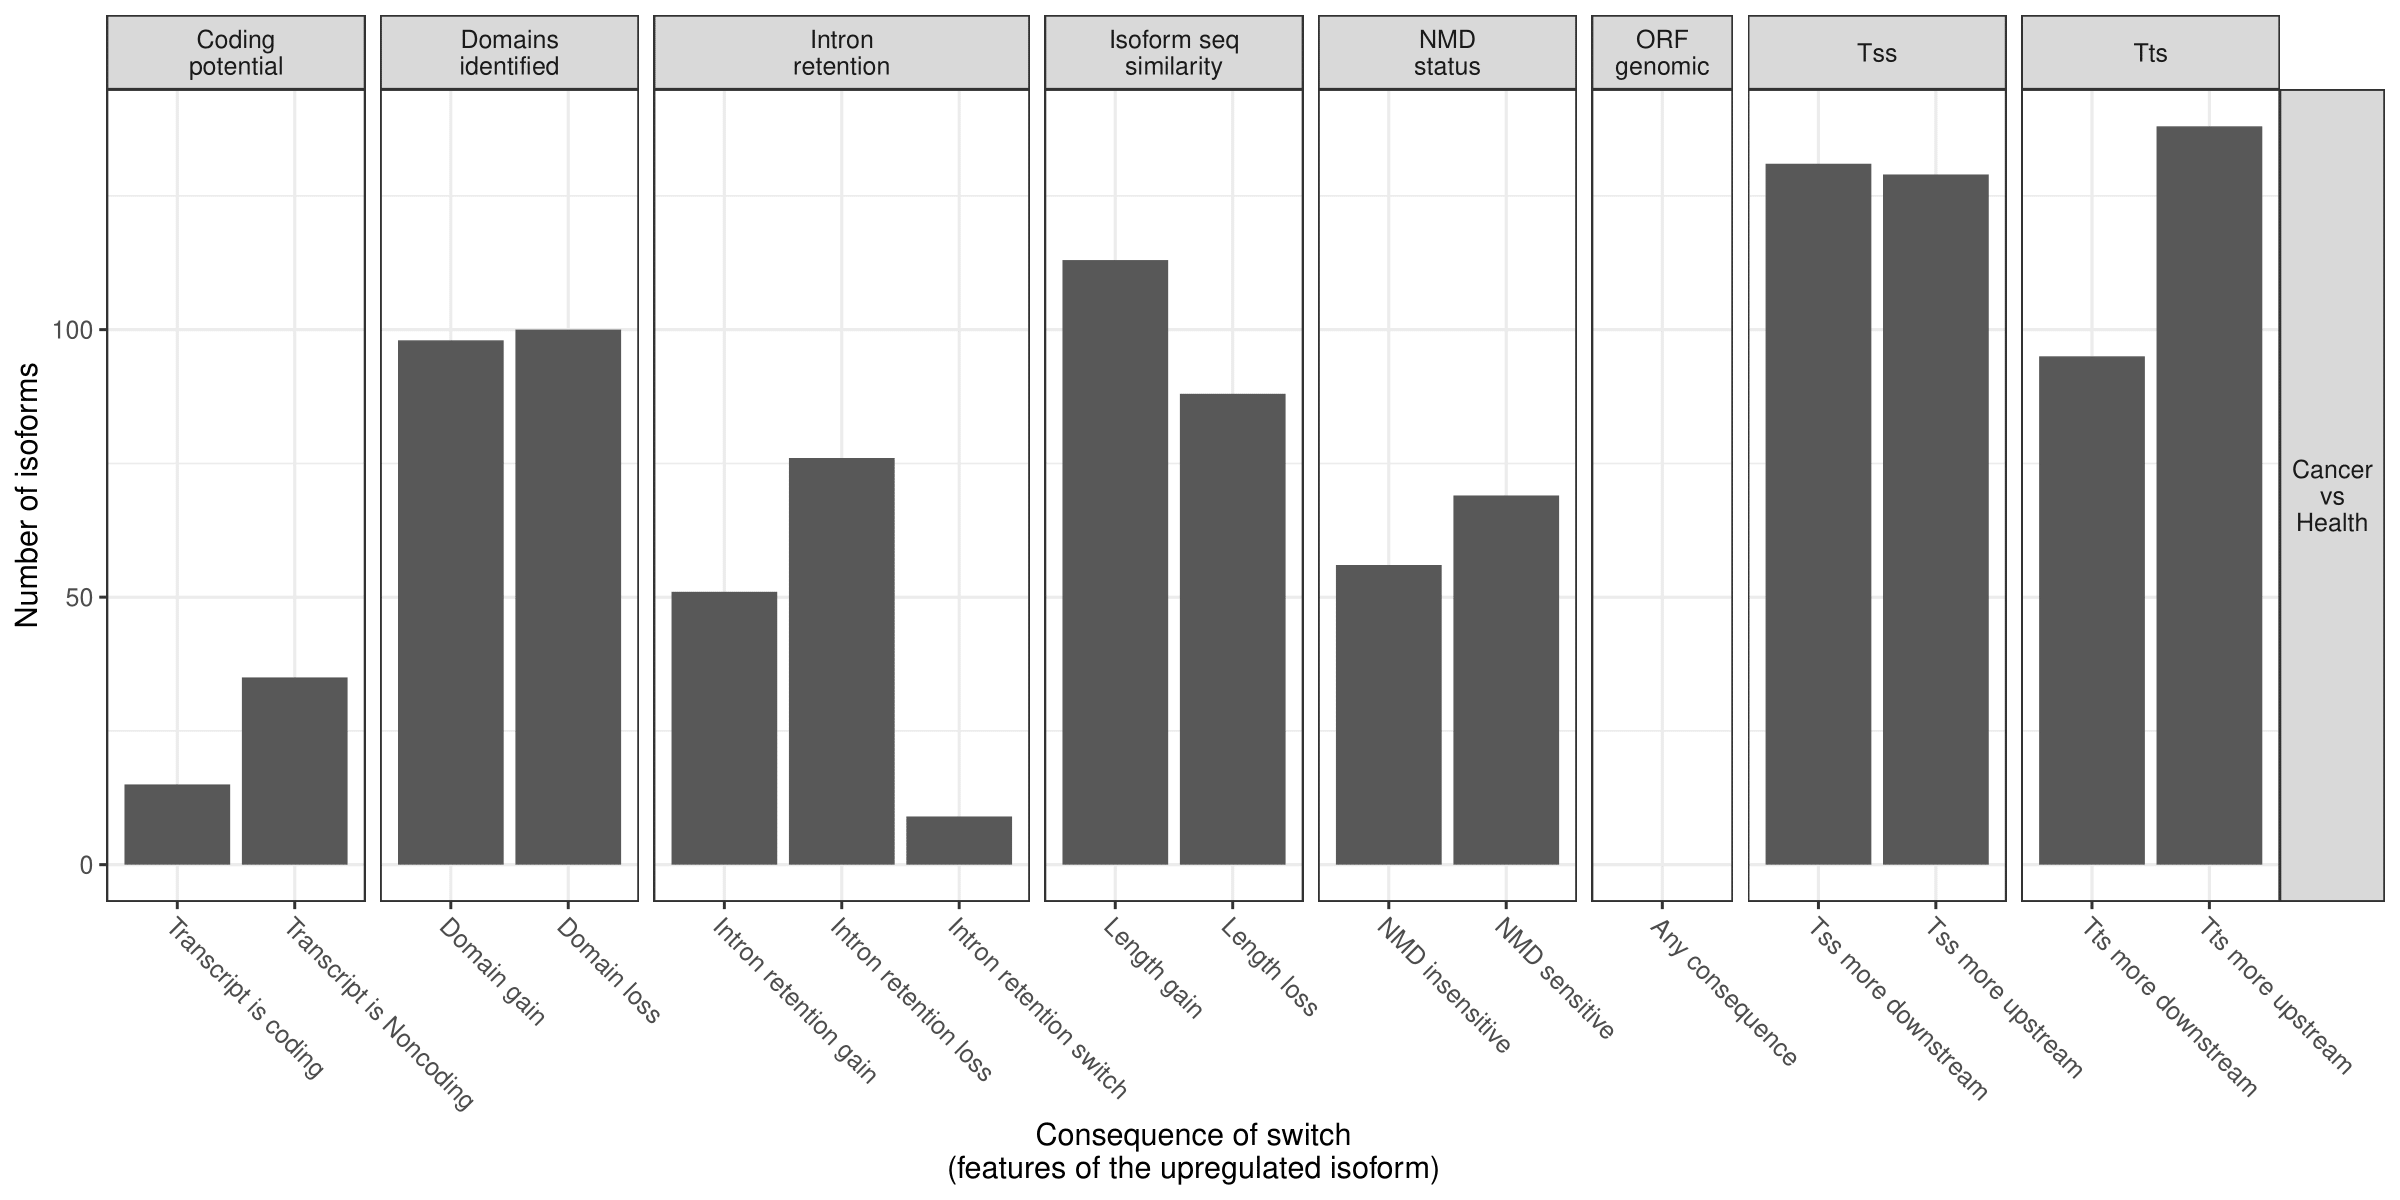 Coding
potential
Domains
identified
Intron
retention
Isoform seq
similarity
NMD
status
ORF
genomic
Tss
Tts
Cancer
vs
Health
Number of isoforms
100
50
0
Transcript is coding
Transcript is Noncoding
Domain gain
Domain loss
Intron retention gain
Intron retention loss
Intron retention switch
Length gain
Length loss
NMD insensitive
NMD sensitive
Any consequence
Tss more downstream
Tss more upstream
Tts more downstream
Tts more upstream
Consequence of switch
(features of the upregulated isoform)